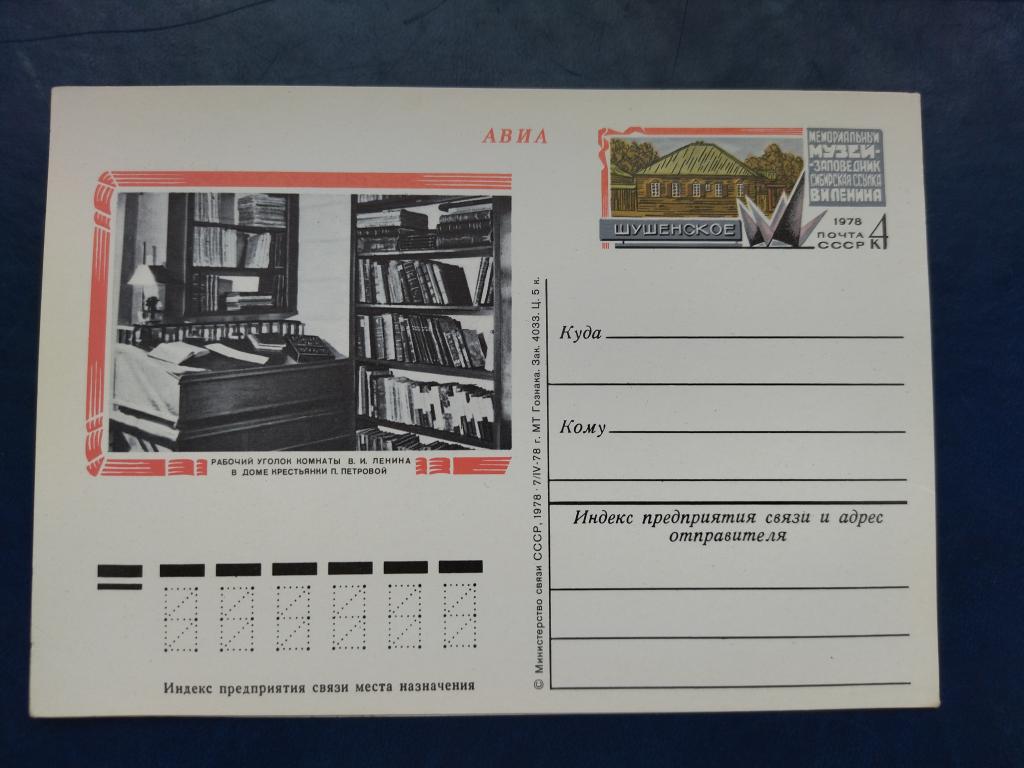 АВИА
МЕМОРИАЛЬНЫЙ
МУЗЕЙ-
-ЗАПОВЕДНИК
СИБИРСКАЯ ССЫЛКА
В.И.ЛЕНИНА
ШУШЕНСКОЕ
1978
ПОЧТА
СССР
4
К
РАБОЧИЙ УГОЛОК КОМНАТЫ В. И. ЛЕНИНА
В ДОМЕ КРЕСТЬЯНКИ П. ПЕТРОВОЙ
Куда
Кому
Индекс предприятия связи и адрес
отправителя
© Министерство связи СССР, 1978 · 7/IV-78 г. МТ Гознака. Зак. 4033. Ц. 5 к.
Индекс предприятия связи места назначения